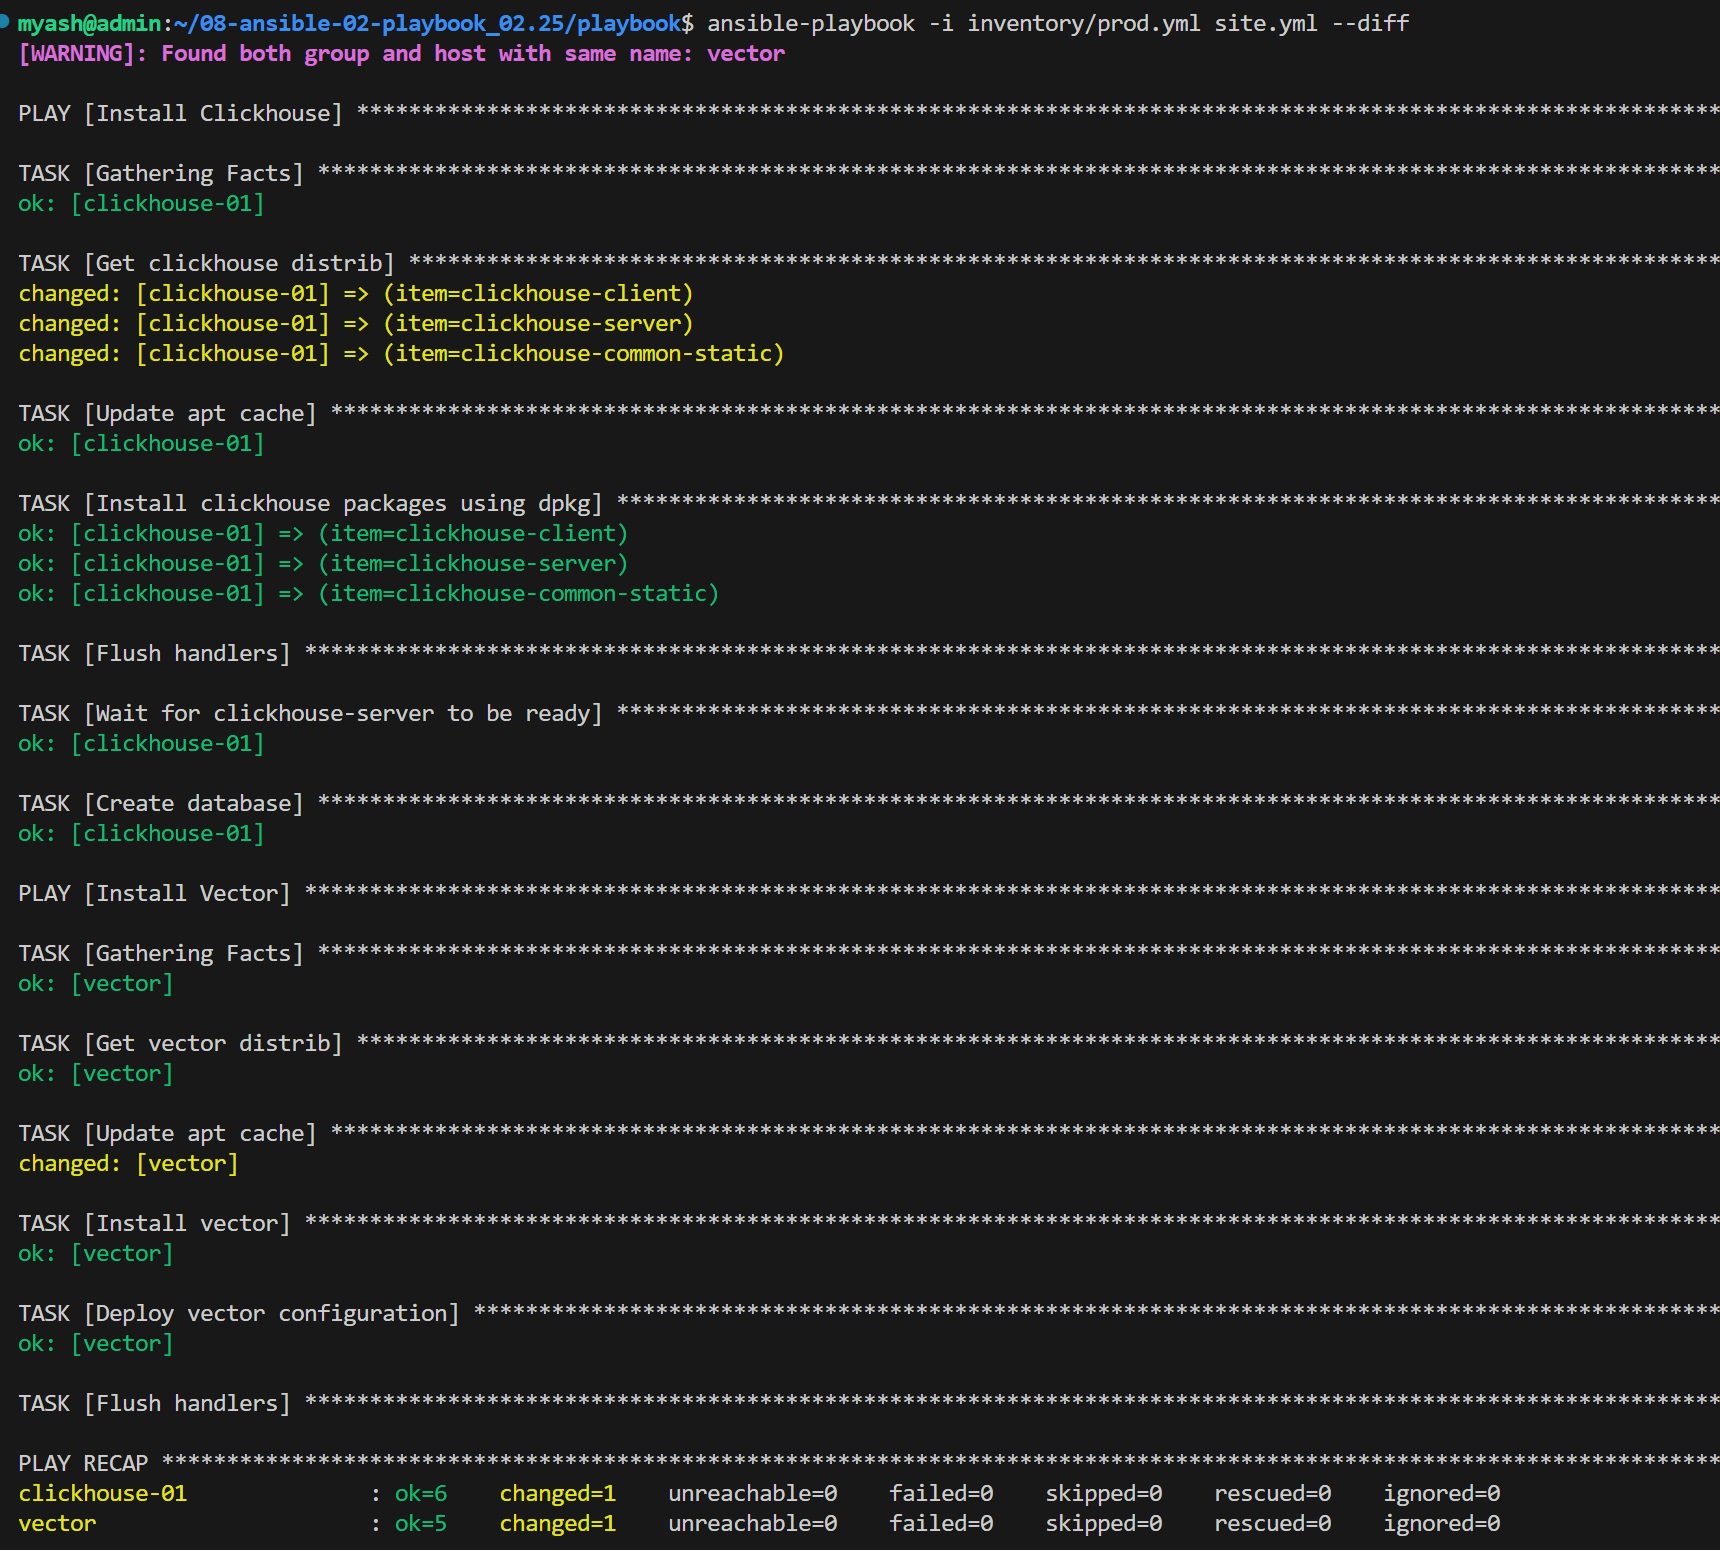 myash@admin:~/08-ansible-02-playbook_02.25/playbook$ ansible-playbook -i inventory/prod.yml site.yml --diff
[WARNING]: Found both group and host with same name: vector
PLAY [Install Clickhouse] *********************************************************************************************************
TASK [Gathering Facts] ************************************************************************************************************
ok: [clickhouse-01]
TASK [Get clickhouse distrib] *****************************************************************************************************
changed: [clickhouse-01] => (item=clickhouse-client)
changed: [clickhouse-01] => (item=clickhouse-server)
changed: [clickhouse-01] => (item=clickhouse-common-static)
TASK [Update apt cache] ***********************************************************************************************************
ok: [clickhouse-01]
TASK [Install clickhouse packages using dpkg] *************************************************************************************
ok: [clickhouse-01] => (item=clickhouse-client)
ok: [clickhouse-01] => (item=clickhouse-server)
ok: [clickhouse-01] => (item=clickhouse-common-static)
TASK [Flush handlers] *************************************************************************************************************
TASK [Wait for clickhouse-server to be ready] *************************************************************************************
ok: [clickhouse-01]
TASK [Create database] ************************************************************************************************************
ok: [clickhouse-01]
PLAY [Install Vector] *************************************************************************************************************
TASK [Gathering Facts] ************************************************************************************************************
ok: [vector]
TASK [Get vector distrib] *********************************************************************************************************
ok: [vector]
TASK [Update apt cache] ***********************************************************************************************************
changed: [vector]
TASK [Install vector] *************************************************************************************************************
ok: [vector]
TASK [Deploy vector configuration] ************************************************************************************************
ok: [vector]
TASK [Flush handlers] *************************************************************************************************************
PLAY RECAP ************************************************************************************************************************
clickhouse-01              : ok=6    changed=1    unreachable=0    failed=0    skipped=0    rescued=0    ignored=0
vector                     : ok=5    changed=1    unreachable=0    failed=0    skipped=0    rescued=0    ignored=0